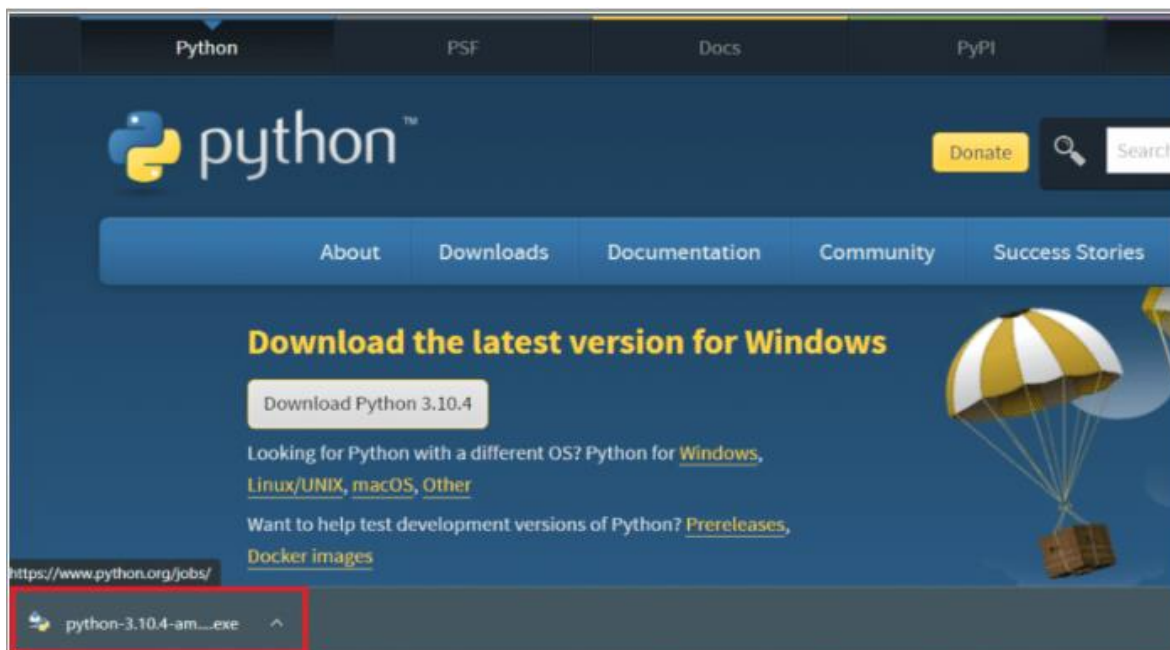 Python PSF Docs PyPI
python™
Donate Search
About Downloads Documentation Community Success Stories
Download the latest version for Windows
Download Python 3.10.4
Looking for Python with a different OS? Python for Windows,
Linux/UNIX, macOS, Other
Want to help test development versions of Python? Prereleases,
Docker images
https://www.python.org/jobs/
python-3.10.4-am....exe